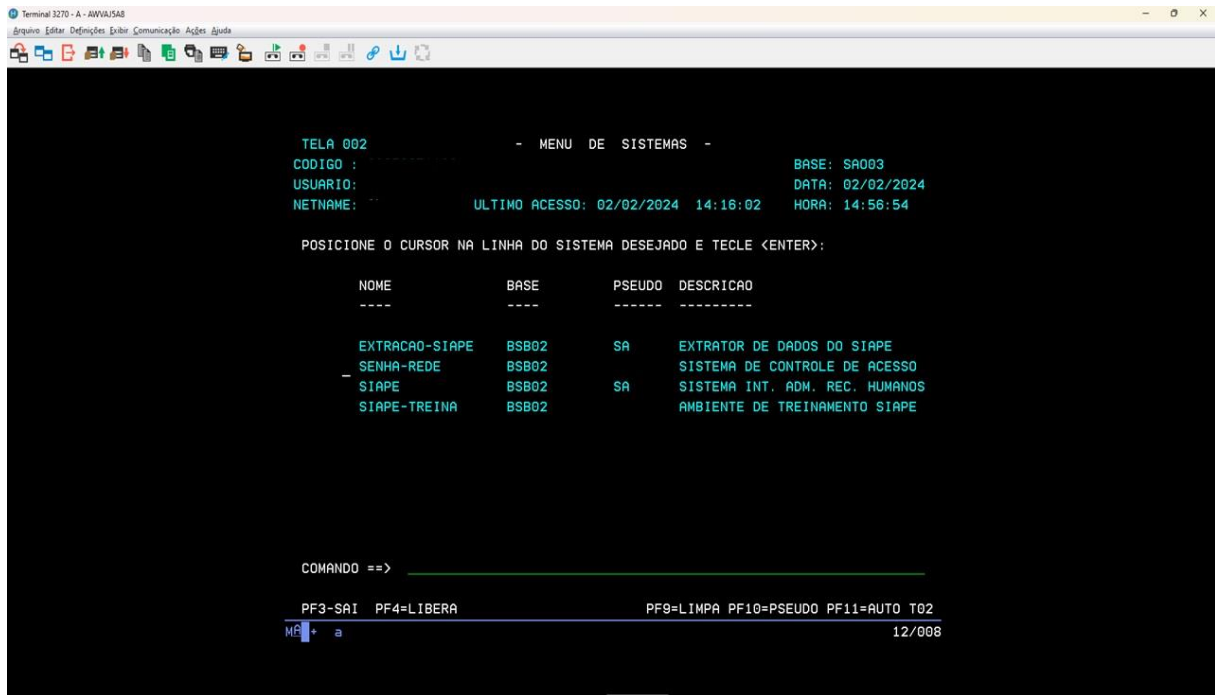 Terminal 3270 - A - AWVAJ5A8
Arquivo Editar Definições Exibir Comunicação Ações Ajuda
TELA 002 - MENU DE SISTEMAS -
CODIGO : BASE: SA003
USUARIO: DATA: 02/02/2024
NETNAME: ULTIMO ACESSO: 02/02/2024 14:16:02 HORA: 14:56:54
POSICIONE O CURSOR NA LINHA DO SISTEMA DESEJADO E TECLE <ENTER>:
NOME BASE PSEUDO DESCRICAO
---- ---- ------ ---------
EXTRACAO-SIAPE BSB02 SA EXTRATOR DE DADOS DO SIAPE
SENHA-REDE BSB02 SISTEMA DE CONTROLE DE ACESSO
SIAPE BSB02 SA SISTEMA INT. ADM. REC. HUMANOS
SIAPE-TREINA BSB02 AMBIENTE DE TREINAMENTO SIAPE
COMANDO ==>
PF3-SAI PF4=LIBERA PF9=LIMPA PF10=PSEUDO PF11=AUTO T02
MA + a 12/008